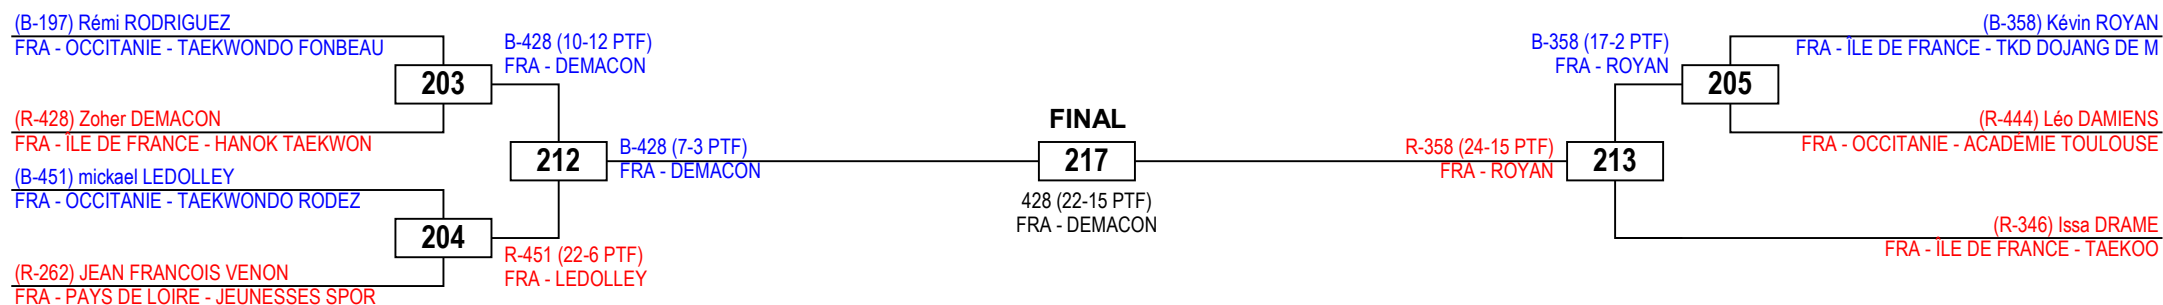 (B-197) Rémi RODRIGUEZ
FRA - OCCITANIE - TAEKWONDO FONBEAU
203
(R-428) Zoher DEMACON
FRA - ÎLE DE FRANCE - HANOK TAEKWON
(B-451) mickael LEDOLLEY
FRA - OCCITANIE - TAEKWONDO RODEZ
204
(R-262) JEAN FRANCOIS VENON
FRA - PAYS DE LOIRE - JEUNESSES SPOR
B-428 (10-12 PTF)
FRA - DEMACON
212
R-451 (22-6 PTF)
FRA - LEDOLLEY
B-428 (7-3 PTF)
FRA - DEMACON
FINAL
217
428 (22-15 PTF)
FRA - DEMACON
R-358 (24-15 PTF)
FRA - ROYAN
213
B-358 (17-2 PTF)
FRA - ROYAN
(B-358) Kévin ROYAN
FRA - ÎLE DE FRANCE - TKD DOJANG DE M
205
(R-444) Léo DAMIENS
FRA - OCCITANIE - ACADÉMIE TOULOUSE
(R-346) Issa DRAME
FRA - ÎLE DE FRANCE - TAEKOO